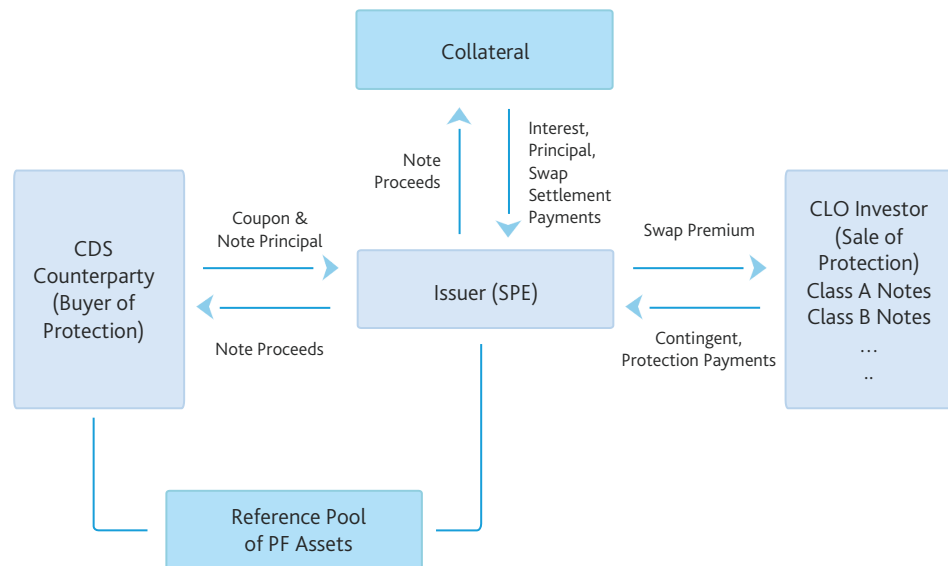 Collateral
Note
Proceeds
Interest,
Principal,
Swap
Settlement
Payments
CDS
Counterparty
(Buyer of
Protection)
Coupon &
Note Principal
Note Proceeds
Issuer (SPE)
Swap Premium
Contingent,
Protection Payments
CLO Investor
(Sale of
Protection)
Class A Notes
Class B Notes
...
..
Reference Pool
of PF Assets